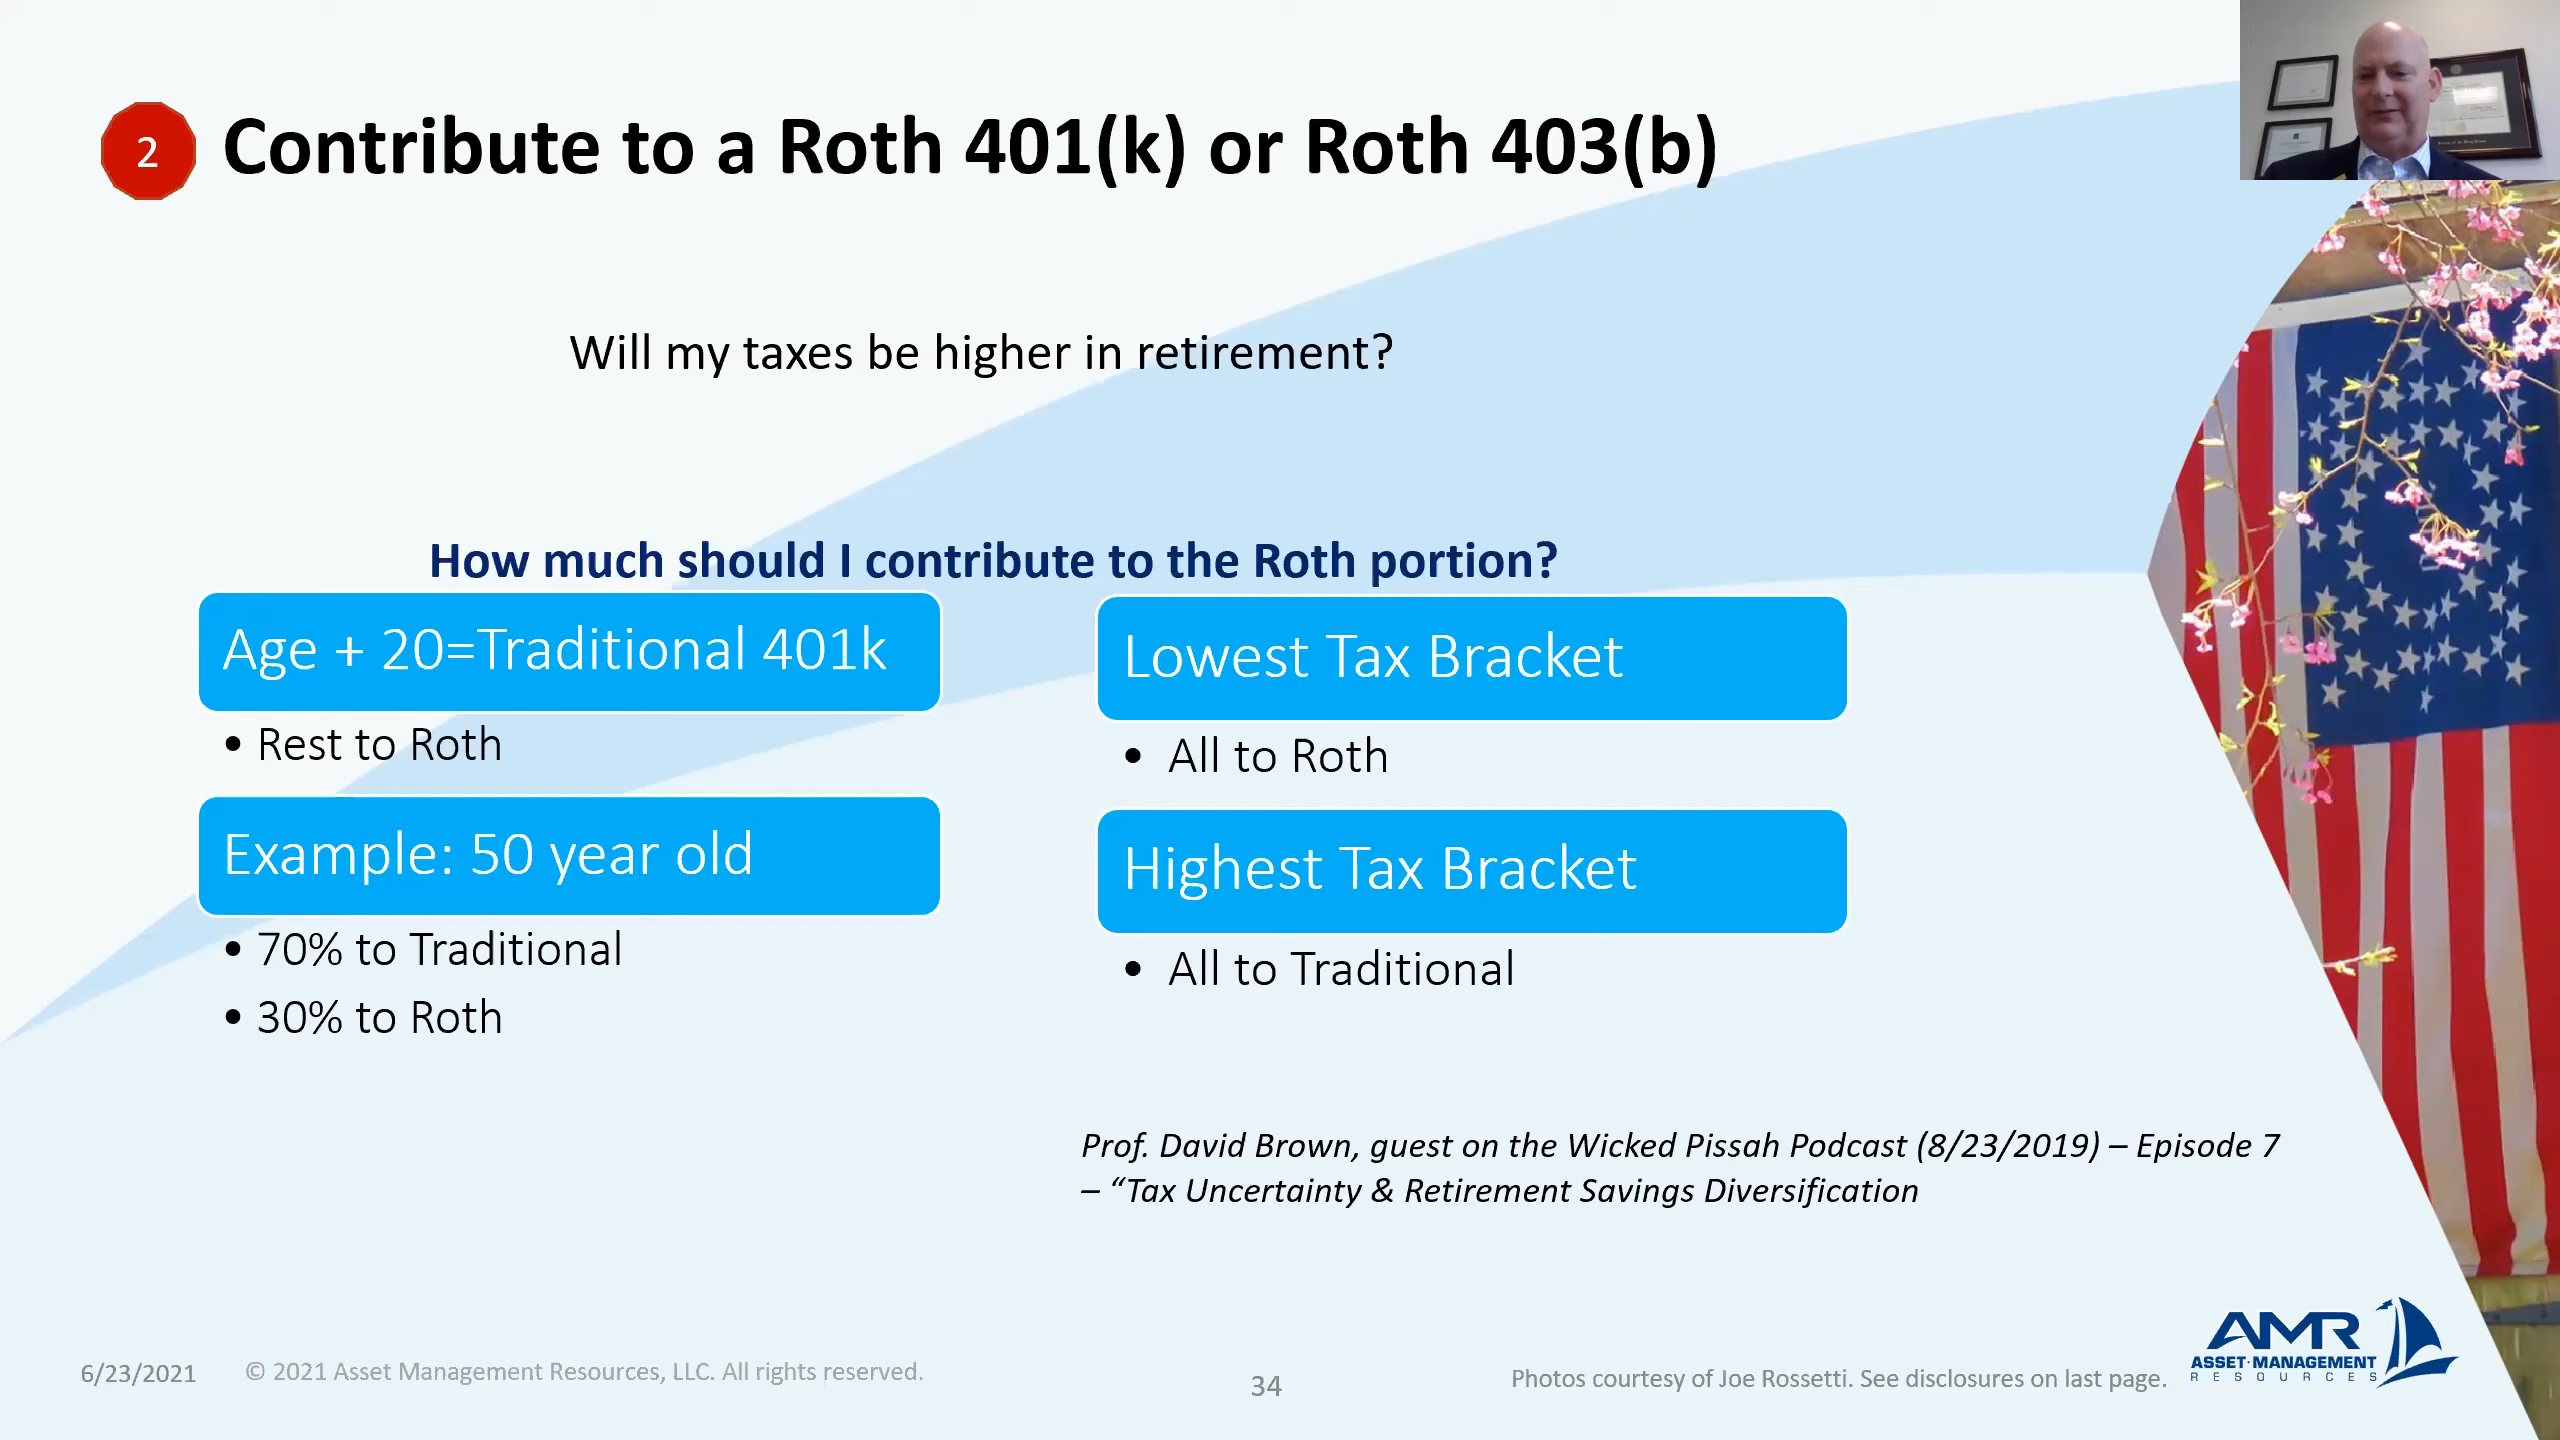 2
Contribute to a Roth 401(k) or Roth 403(b)
Will my taxes be higher in retirement?
How much should I contribute to the Roth portion?
Age + 20=Traditional 401k
• Rest to Roth
Example: 50 year old
• 70% to Traditional
• 30% to Roth
Lowest Tax Bracket
• All to Roth
Highest Tax Bracket
• All to Traditional
Prof. David Brown, guest on the Wicked Pissah Podcast (8/23/2019) – Episode 7
– “Tax Uncertainty & Retirement Savings Diversification
6/23/2021
© 2021 Asset Management Resources, LLC. All rights reserved.
34
Photos courtesy of Joe Rossetti. See disclosures on last page.
AMR
ASSET·MANAGEMENT
RESOURCES